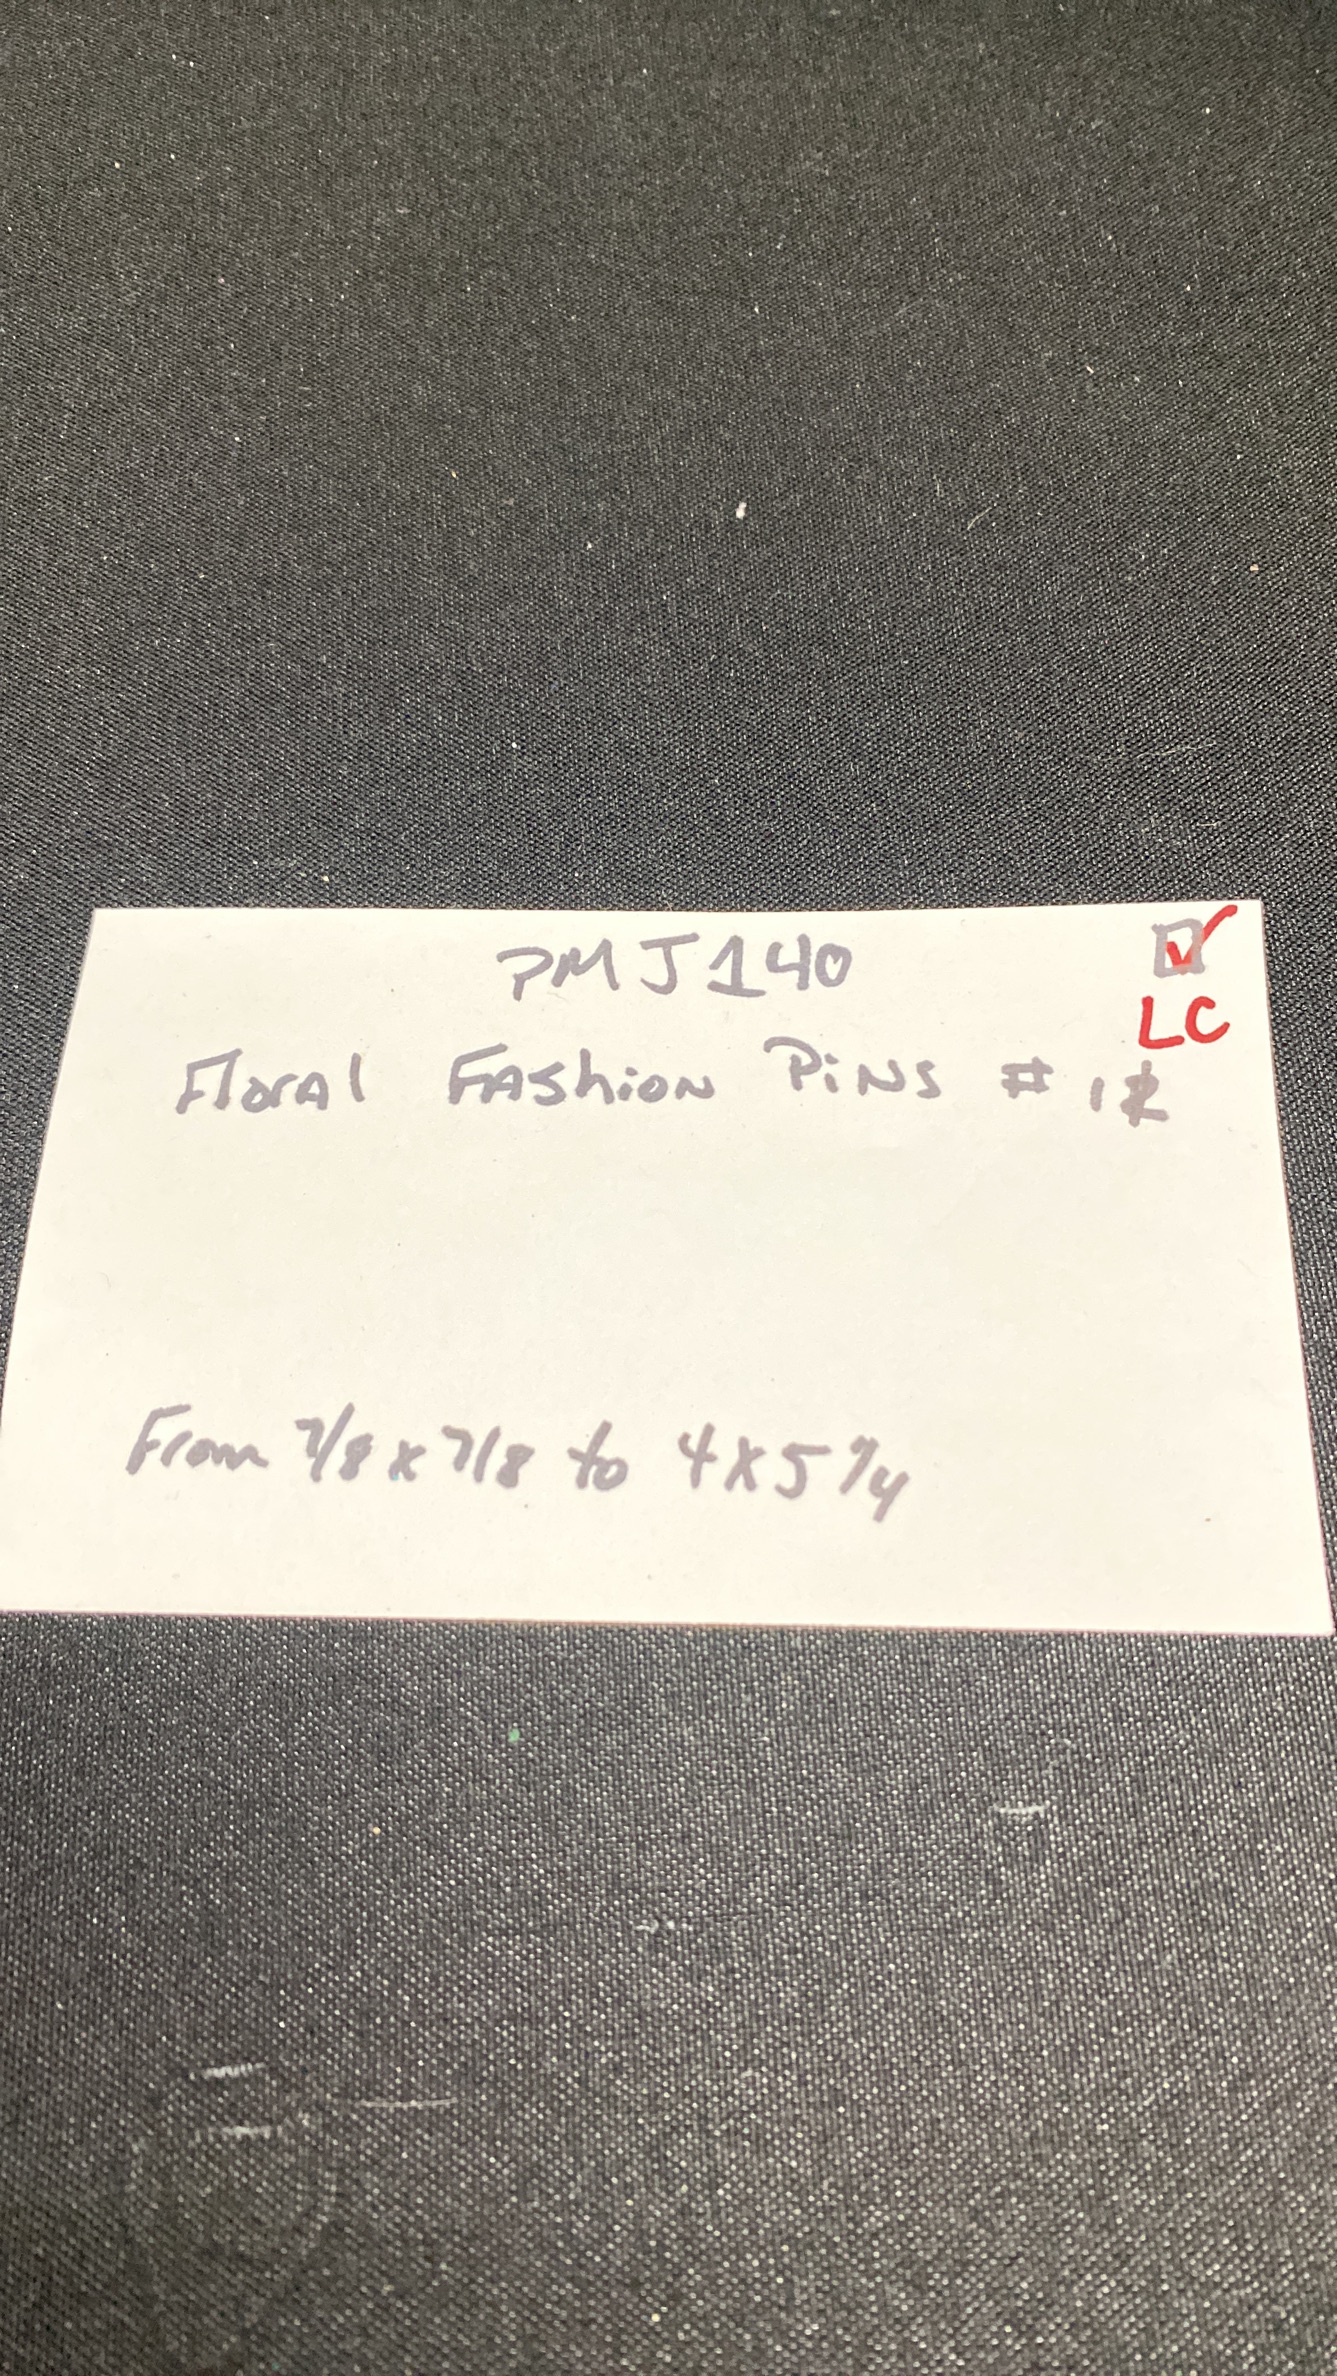 PMJ140
LC
Floral Fashion Pins # 12
From 7/8 x 7/8 to 4 x 5 1/4